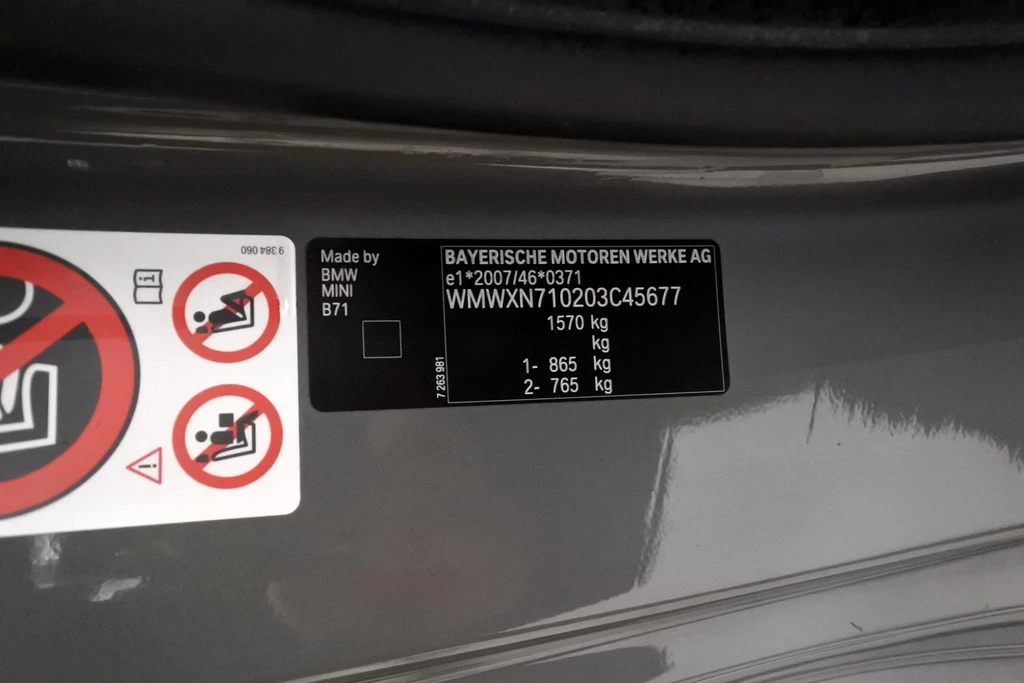 9 384 060
Made by
BMW
MINI
B71
7 263 981
BAYERISCHE MOTOREN WERKE AG
e1*2007/46*0371
WMWXN710203C45677
1570 kg
kg
1- 865 kg
2- 765 kg